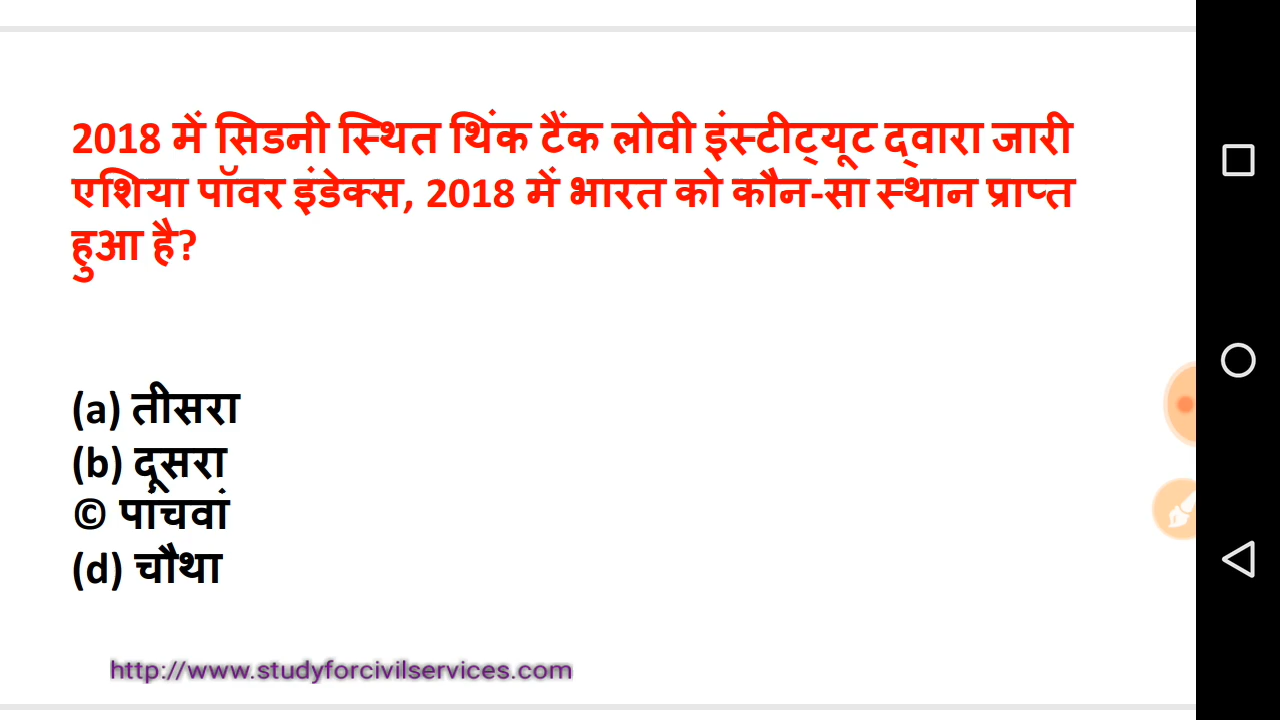 2018 में सिडनी स्थित थिंक टैंक लोवी इंस्टीट्यूट द्वारा जारी
एशिया पॉवर इंडेक्स, 2018 में भारत को कौन-सा स्थान प्राप्त
हुआ है?
(a) तीसरा
(b) दूसरा
© पांचवां
(d) चौथा
http://www.studyforcivilservices.com